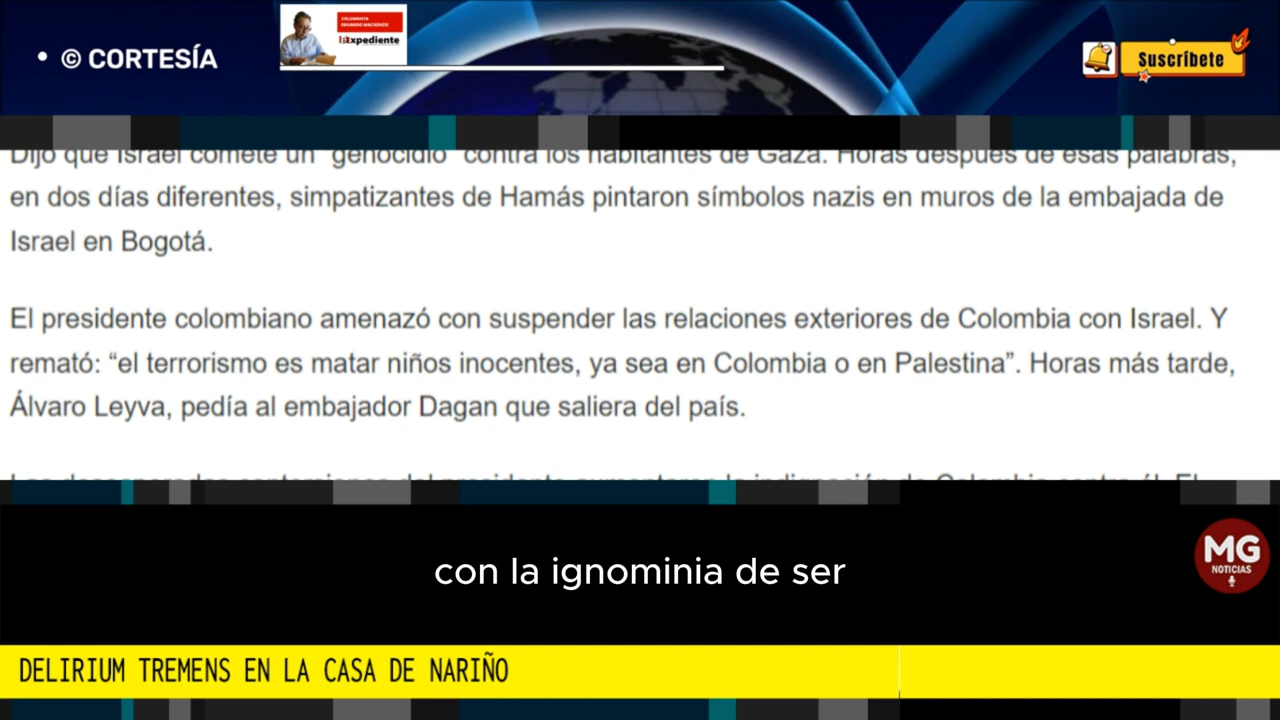 • © CORTESÍA
COLUMNISTA
EDUARDO MACKENZIE
Expediente
Suscríbete
Dijo que Israel comete un "genocidio" contra los habitantes de Gaza. Horas después de esas palabras,
en dos días diferentes, simpatizantes de Hamás pintaron símbolos nazis en muros de la embajada de
Israel en Bogotá.
El presidente colombiano amenazó con suspender las relaciones exteriores de Colombia con Israel. Y
remató: “el terrorismo es matar niños inocentes, ya sea en Colombia o en Palestina”. Horas más tarde,
Álvaro Leyva, pedía al embajador Dagan que saliera del país.
con la ignominia de ser
MG
NOTICIAS
DELIRIUM TREMENS EN LA CASA DE NARIÑO